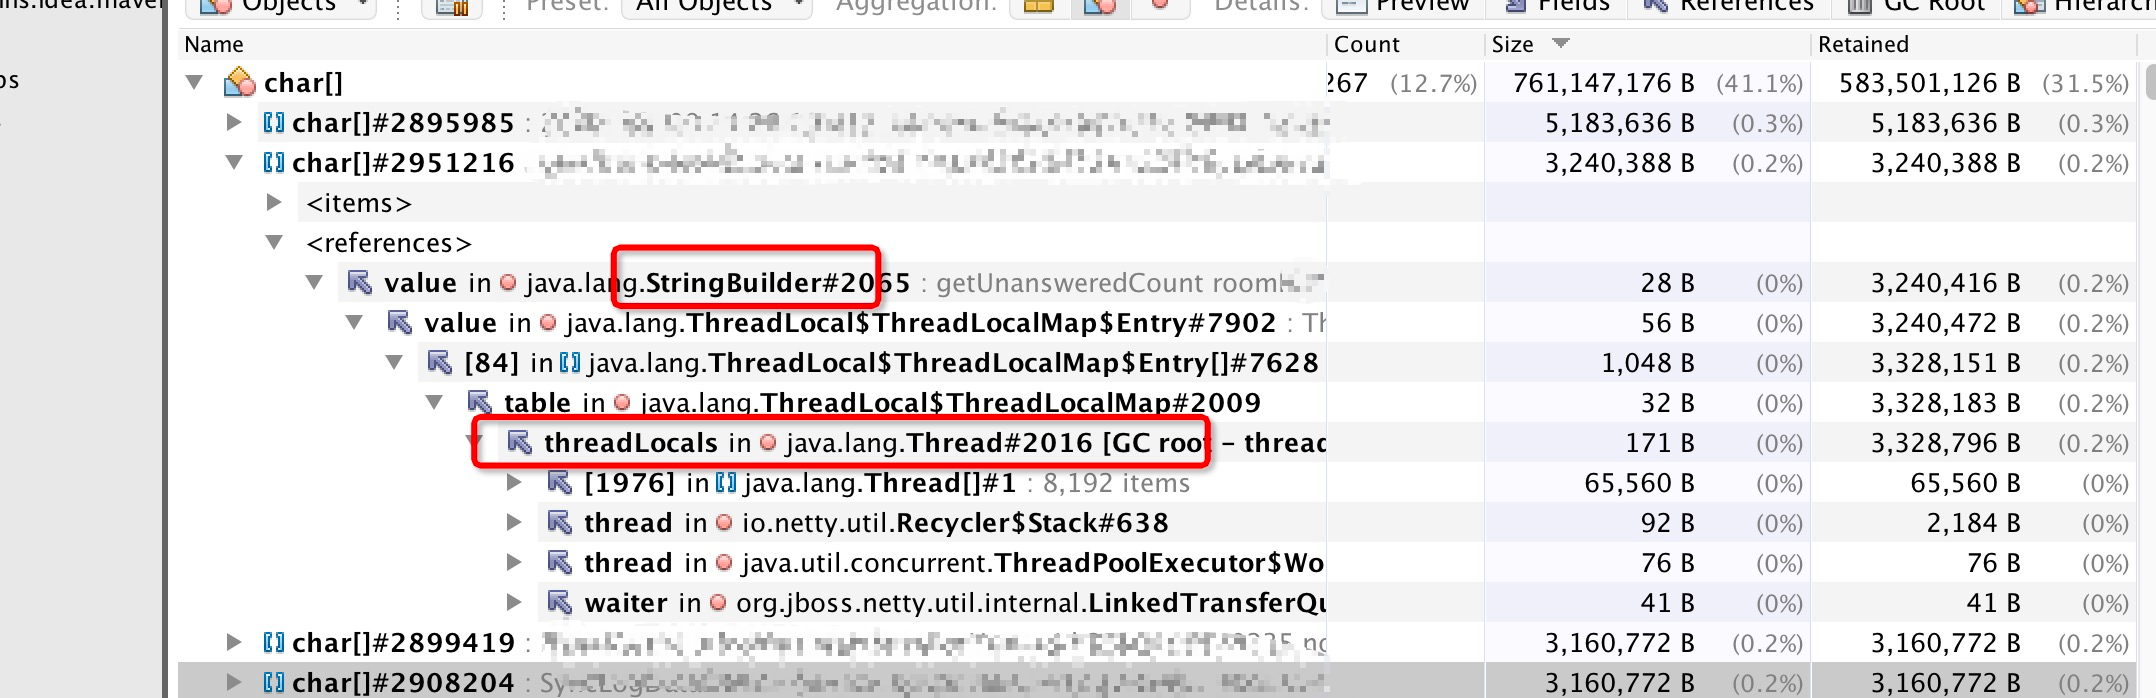 ns.idea.maven
Objects Preset: All Objects Aggregation: Details: Preview Fields References GC Root Hierarch
Name Count Size Retained
char[] 267 (12.7%) 761,147,176 B (41.1%) 583,501,126 B (31.5%)
char[]#2895985 : 5,183,636 B (0.3%) 5,183,636 B (0.3%)
char[]#2951216 3,240,388 B (0.2%) 3,240,388 B (0.2%)
<items>
<references>
value in java.lang.StringBuilder#2065 : getUnansweredCount room 28 B (0%) 3,240,416 B (0.2%)
value in java.lang.ThreadLocal$ThreadLocalMap$Entry#7902 : Th 56 B (0%) 3,240,472 B (0.2%)
[84] in java.lang.ThreadLocal$ThreadLocalMap$Entry[]#7628 1,048 B (0%) 3,328,151 B (0.2%)
table in java.lang.ThreadLocal$ThreadLocalMap#2009 32 B (0%) 3,328,183 B (0.2%)
threadLocals in java.lang.Thread#2016 [GC root - thread 171 B (0%) 3,328,796 B (0.2%)
[1976] in java.lang.Thread[]#1 : 8,192 items 65,560 B (0%) 65,560 B (0%)
thread in io.netty.util.Recycler$Stack#638 92 B (0%) 2,184 B (0%)
thread in java.util.concurrent.ThreadPoolExecutor$Wo 76 B (0%) 76 B (0%)
waiter in org.jboss.netty.util.internal.LinkedTransferQu 41 B (0%) 41 B (0%)
char[]#2899419 : 3,160,772 B (0.2%) 3,160,772 B (0.2%)
char[]#2908204 : 3,160,772 B (0.2%) 3,160,772 B (0.2%)